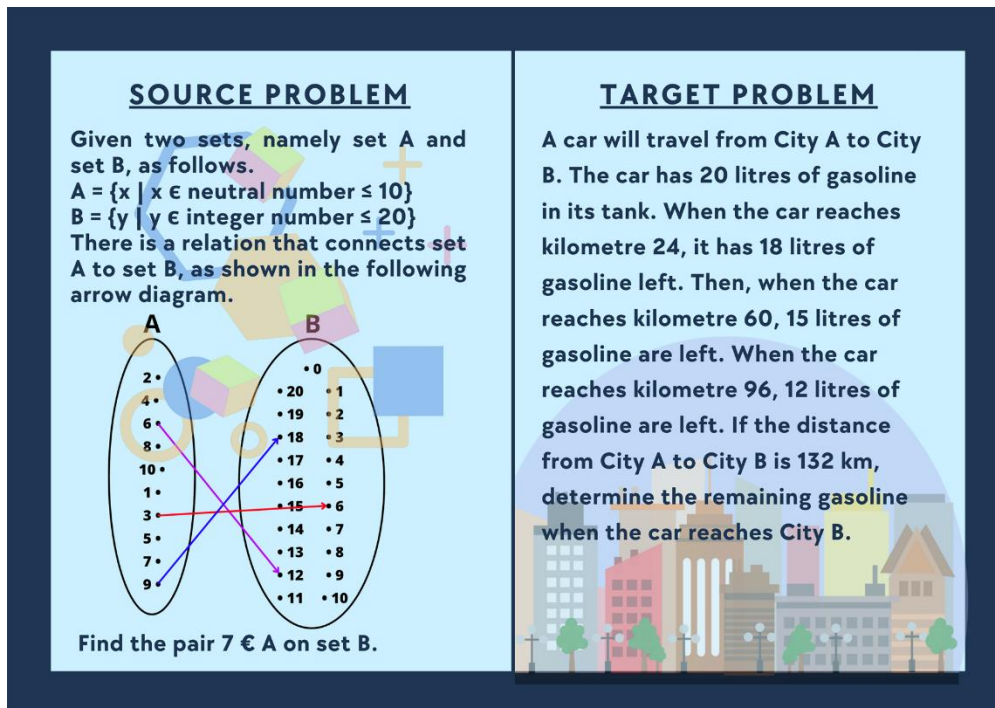 SOURCE PROBLEM
Given two sets, namely set A and
set B, as follows.
A = {x | x ϵ neutral number ≤ 10}
B = {y | y ϵ integer number ≤ 20}
There is a relation that connects set
A to set B, as shown in the following
arrow diagram.
A
B
2
4
6
8
10
1
3
5
7
9
0
20
1
19
2
18
3
17
4
16
5
15
6
14
7
13
8
12
9
11
10
Find the pair 7 € A on set B.
TARGET PROBLEM
A car will travel from City A to City
B. The car has 20 litres of gasoline
in its tank. When the car reaches
kilometre 24, it has 18 litres of
gasoline left. Then, when the car
reaches kilometre 60, 15 litres of
gasoline are left. When the car
reaches kilometre 96, 12 litres of
gasoline are left. If the distance
from City A to City B is 132 km,
determine the remaining gasoline
when the car reaches City B.